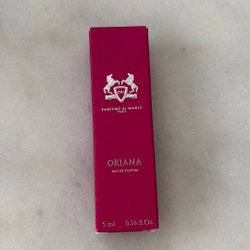 PARFUMS de MARLY
PARIS
ORIANA
EAU DE PARFUM
5 ml 0.16 fl.Oz